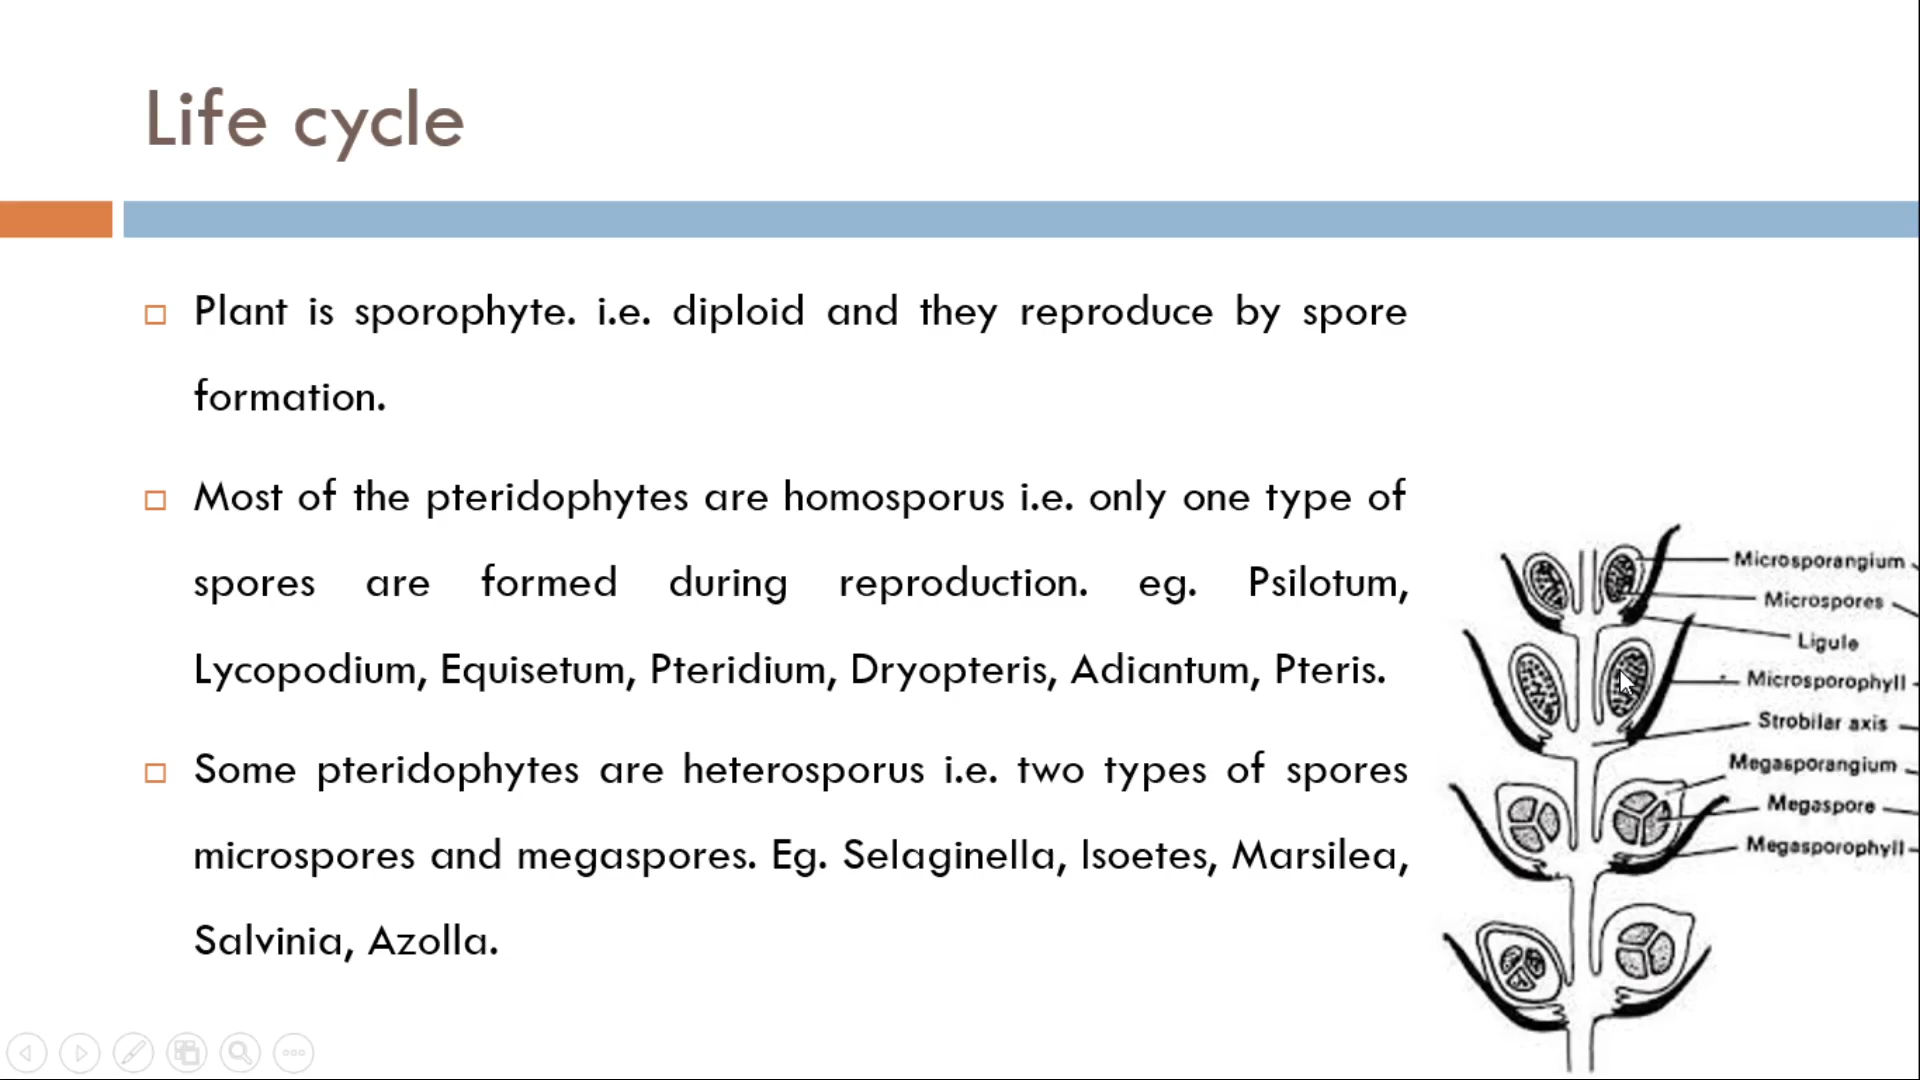 Life cycle
Plant is sporophyte. i.e. diploid and they reproduce by spore
formation.
Most of the pteridophytes are homosporus i.e. only one type of
spores are formed during reproduction. eg. Psilotum,
Lycopodium, Equisetum, Pteridium, Dryopteris, Adiantum, Pteris.
Some pteridophytes are heterosporus i.e. two types of spores
microspores and megaspores. Eg. Selaginella, Isoetes, Marsilea,
Salvinia, Azolla.
Microsporangium
Microspores
Ligule
Microsporophyll
Strobilar axis
Megasporangium
Megaspore
Megasporophyll